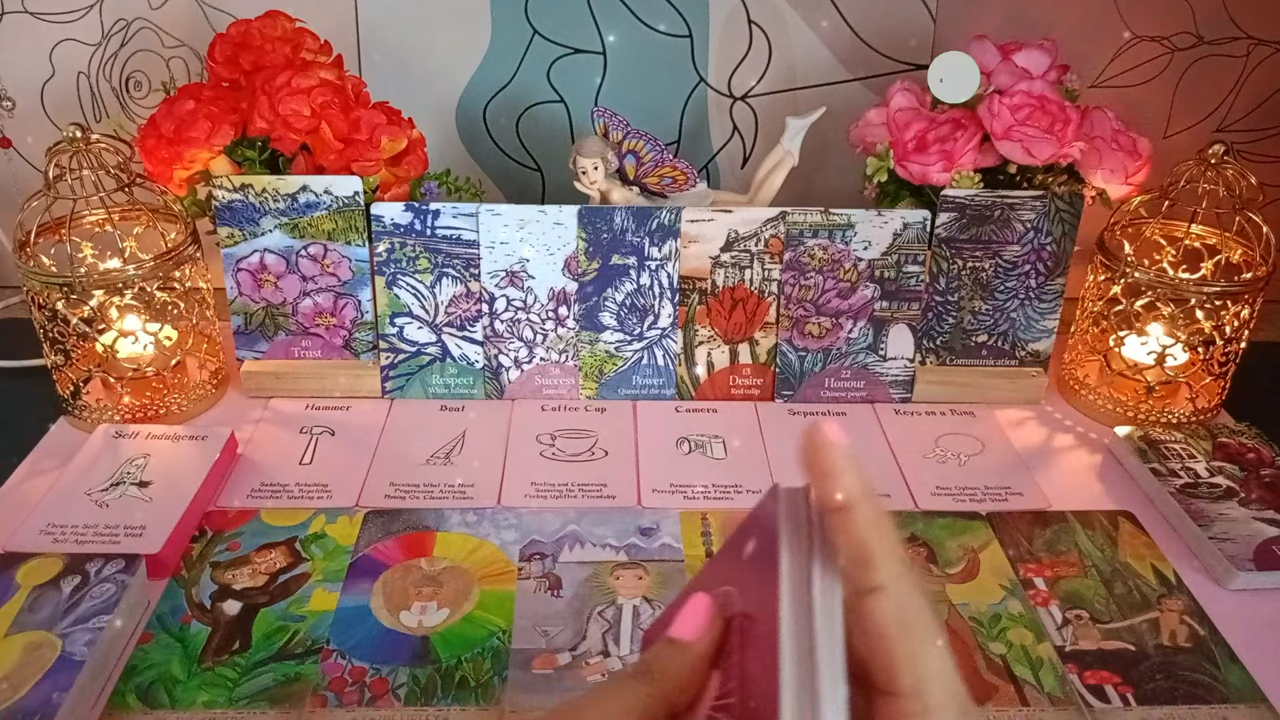 40
Trust
36
Respect
White hibiscus
38
Success
Jasmine
31
Power
Queen of the night
13
Desire
Red tulip
22
Honour
Chinese peony
6
Communication
Self-Indulgence
Focus on Self. Self-Worth
Time to Heal. Shadow Work.
Self-Appreciation
Hammer
Sabotage. Rebuilding
Interrogation. Repetitive.
Persistent. Working on It
Boat
Receiving What You Need
Progressive. Arriving
Moving On. Closure Issues
Coffee Cup
Meeting and Conversing.
Savoring the Moment.
Feeling Uplifted. Friendship
Camera
Reminiscing. Keepsake.
Perception. Learn From the Past
Make Memories
Separation
Keys on a Ring
Many Options. Decision
Unconventional. String Along
One Night Stand